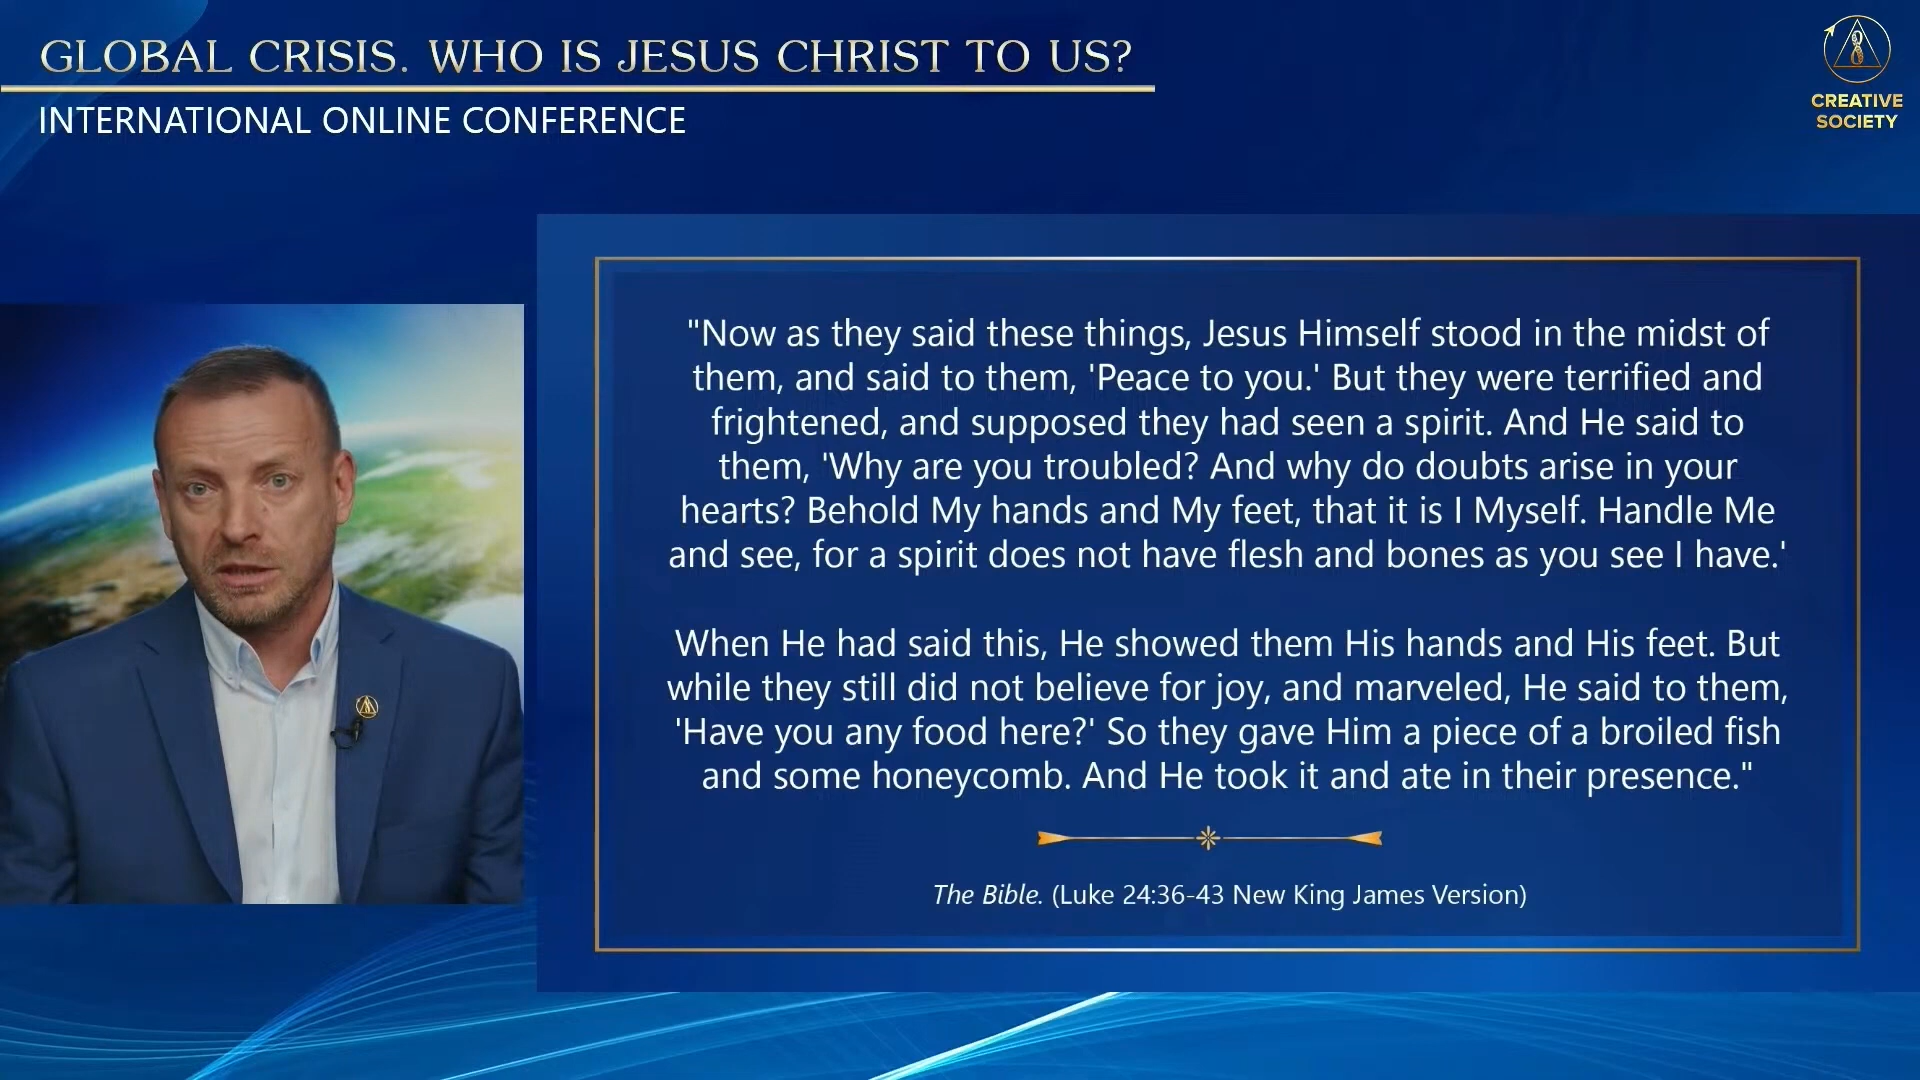 GLOBAL CRISIS. WHO IS JESUS CHRIST TO US?
INTERNATIONAL ONLINE CONFERENCE
CREATIVE
SOCIETY
"Now as they said these things, Jesus Himself stood in the midst of
them, and said to them, 'Peace to you.' But they were terrified and
frightened, and supposed they had seen a spirit. And He said to
them, 'Why are you troubled? And why do doubts arise in your
hearts? Behold My hands and My feet, that it is I Myself. Handle Me
and see, for a spirit does not have flesh and bones as you see I have.'
When He had said this, He showed them His hands and His feet. But
while they still did not believe for joy, and marveled, He said to them,
'Have you any food here?' So they gave Him a piece of a broiled fish
and some honeycomb. And He took it and ate in their presence."
The Bible. (Luke 24:36-43 New King James Version)